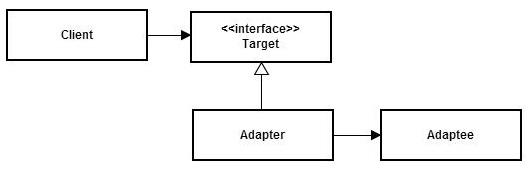 Client
<<interface>>
Target
Adapter
Adaptee